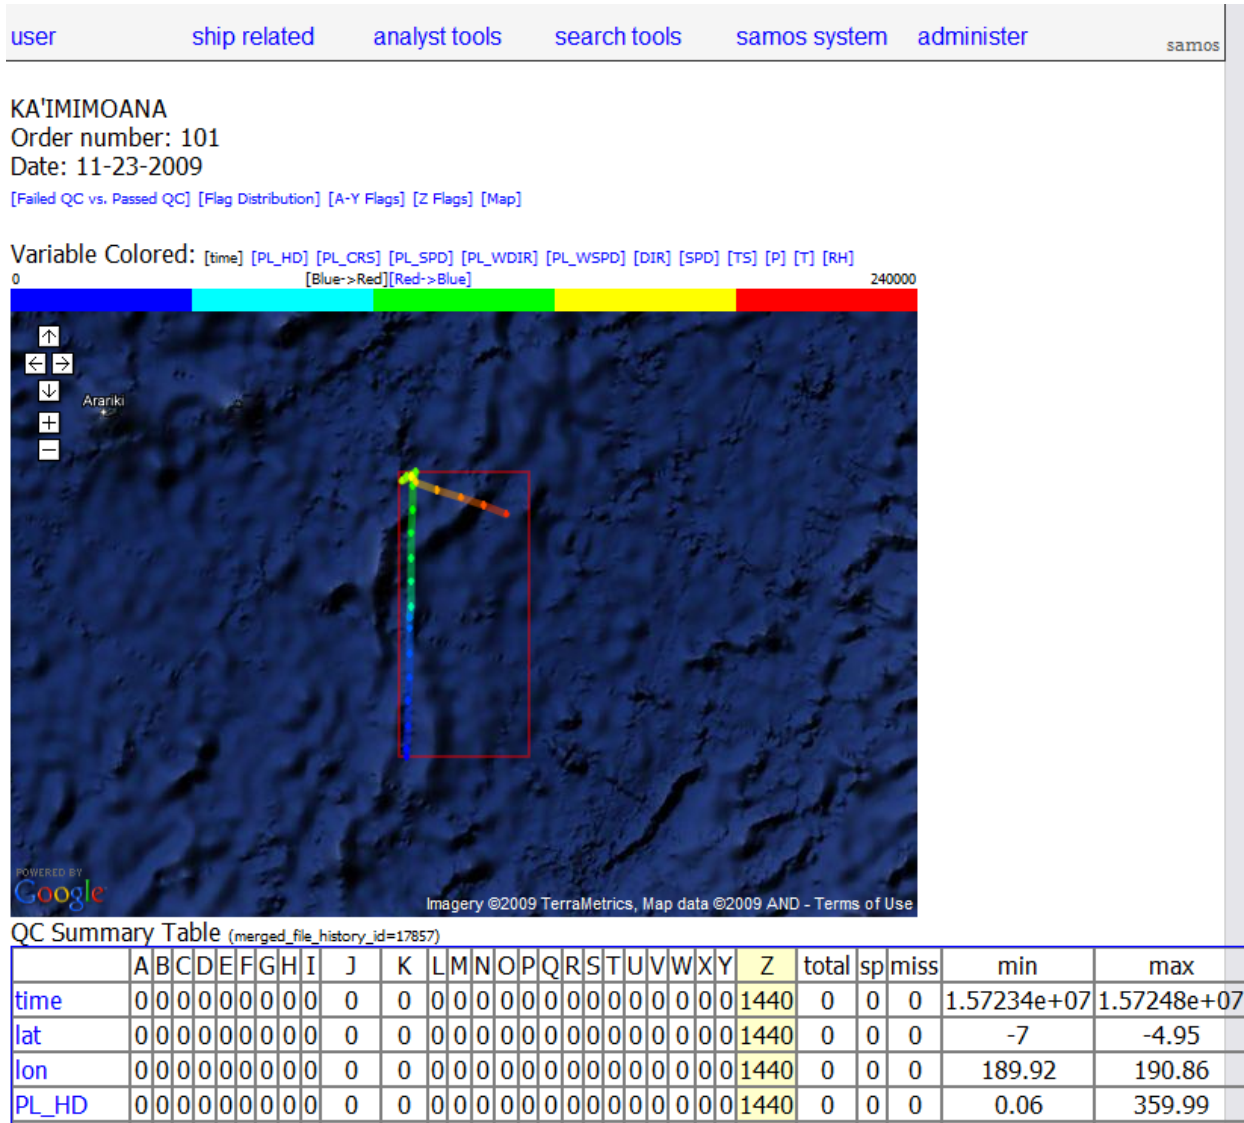 user ship related analyst tools search tools samos system administer samos
KA'IMIMOANA
Order number: 101
Date: 11-23-2009
[Failed QC vs. Passed QC] [Flag Distribution] [A-Y Flags] [Z Flags] [Map]
Variable Colored: [time] [PL_HD] [PL_CRS] [PL_SPD] [PL_WDIR] [PL_WSPD] [DIR] [SPD] [TS] [P] [T] [RH]
0 [Blue->Red][Red->Blue] 240000
Arariki
POWERED BY
Google
Imagery ©2009 TerraMetrics, Map data ©2009 AND - Terms of Use
QC Summary Table (merged_file_history_id=17857)
A B C D E F G H I J K L M N O P Q R S T U V W X Y Z total sp miss min max
time 0 0 0 0 0 0 0 0 0 0 0 0 0 0 0 0 0 0 0 0 0 0 0 0 0 1440 0 0 0 1.57234e+07 1.57248e+07
lat 0 0 0 0 0 0 0 0 0 0 0 0 0 0 0 0 0 0 0 0 0 0 0 0 0 1440 0 0 0 -7 -4.95
lon 0 0 0 0 0 0 0 0 0 0 0 0 0 0 0 0 0 0 0 0 0 0 0 0 0 1440 0 0 0 189.92 190.86
PL_HD 0 0 0 0 0 0 0 0 0 0 0 0 0 0 0 0 0 0 0 0 0 0 0 0 0 1440 0 0 0 0.06 359.99